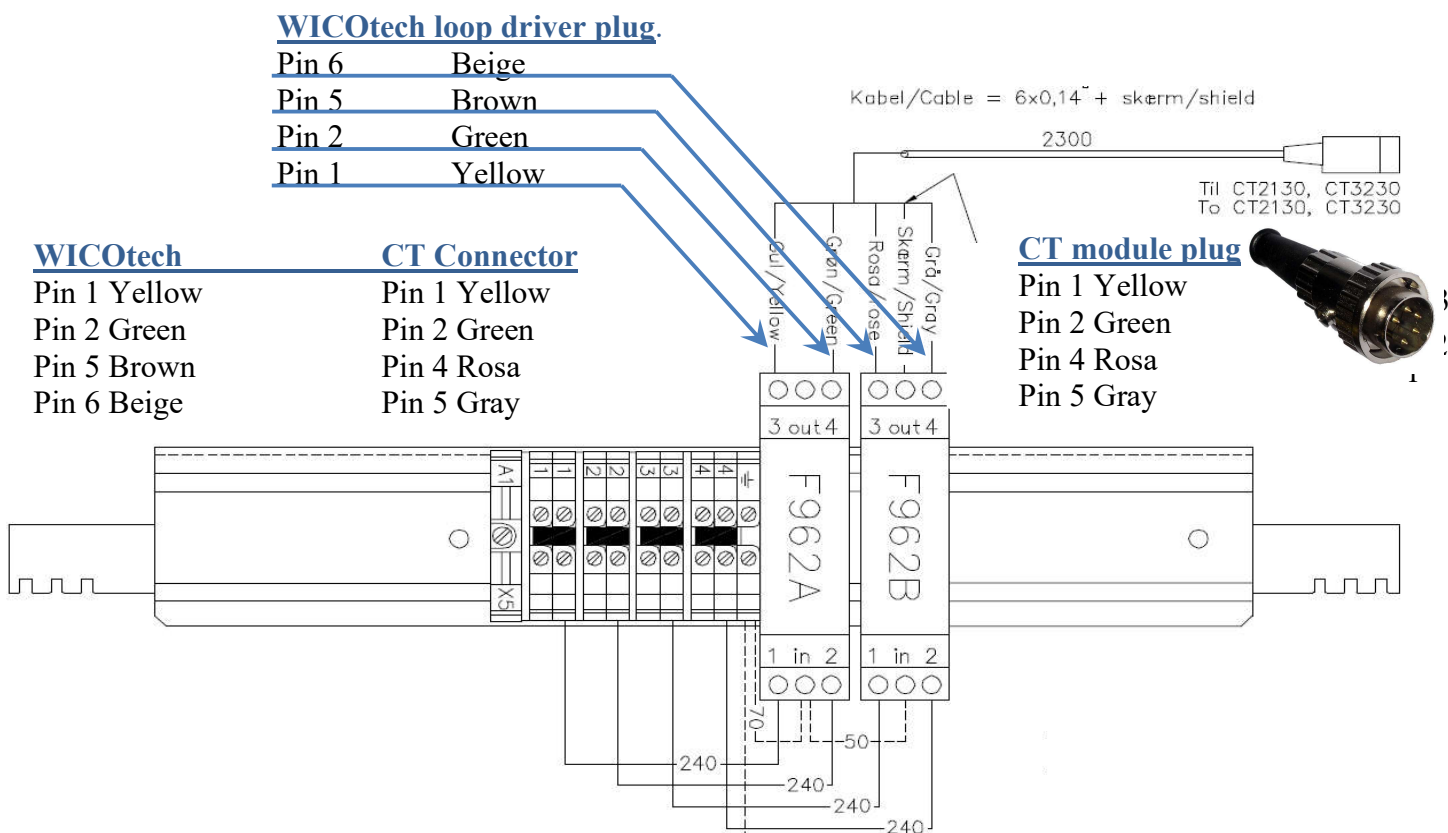 WICOtech loop driver plug.
Pin 6 Beige
Pin 5 Brown
Pin 2 Green
Pin 1 Yellow
Kabel/Cable = 6x0,14 + skærm/shield
2300
Til CT2130, CT3230
To CT2130, CT3230
WICOtech CT Connector
Pin 1 Yellow Pin 1 Yellow
Pin 2 Green Pin 2 Green
Pin 5 Brown Pin 4 Rosa
Pin 6 Beige Pin 5 Gray
Gul/Yellow
Grøn/Green
Rosa/rose
Skærm/Shield
Grå/Gray
CT module plug
Pin 1 Yellow
Pin 2 Green
Pin 4 Rosa
Pin 5 Gray
3
2
1
3 out 4
3 out 4
A1
1 1 2 2 3 3 4 4
X5
F962A
F962B
1 in 2
1 in 2
70
50
240
240
240
240